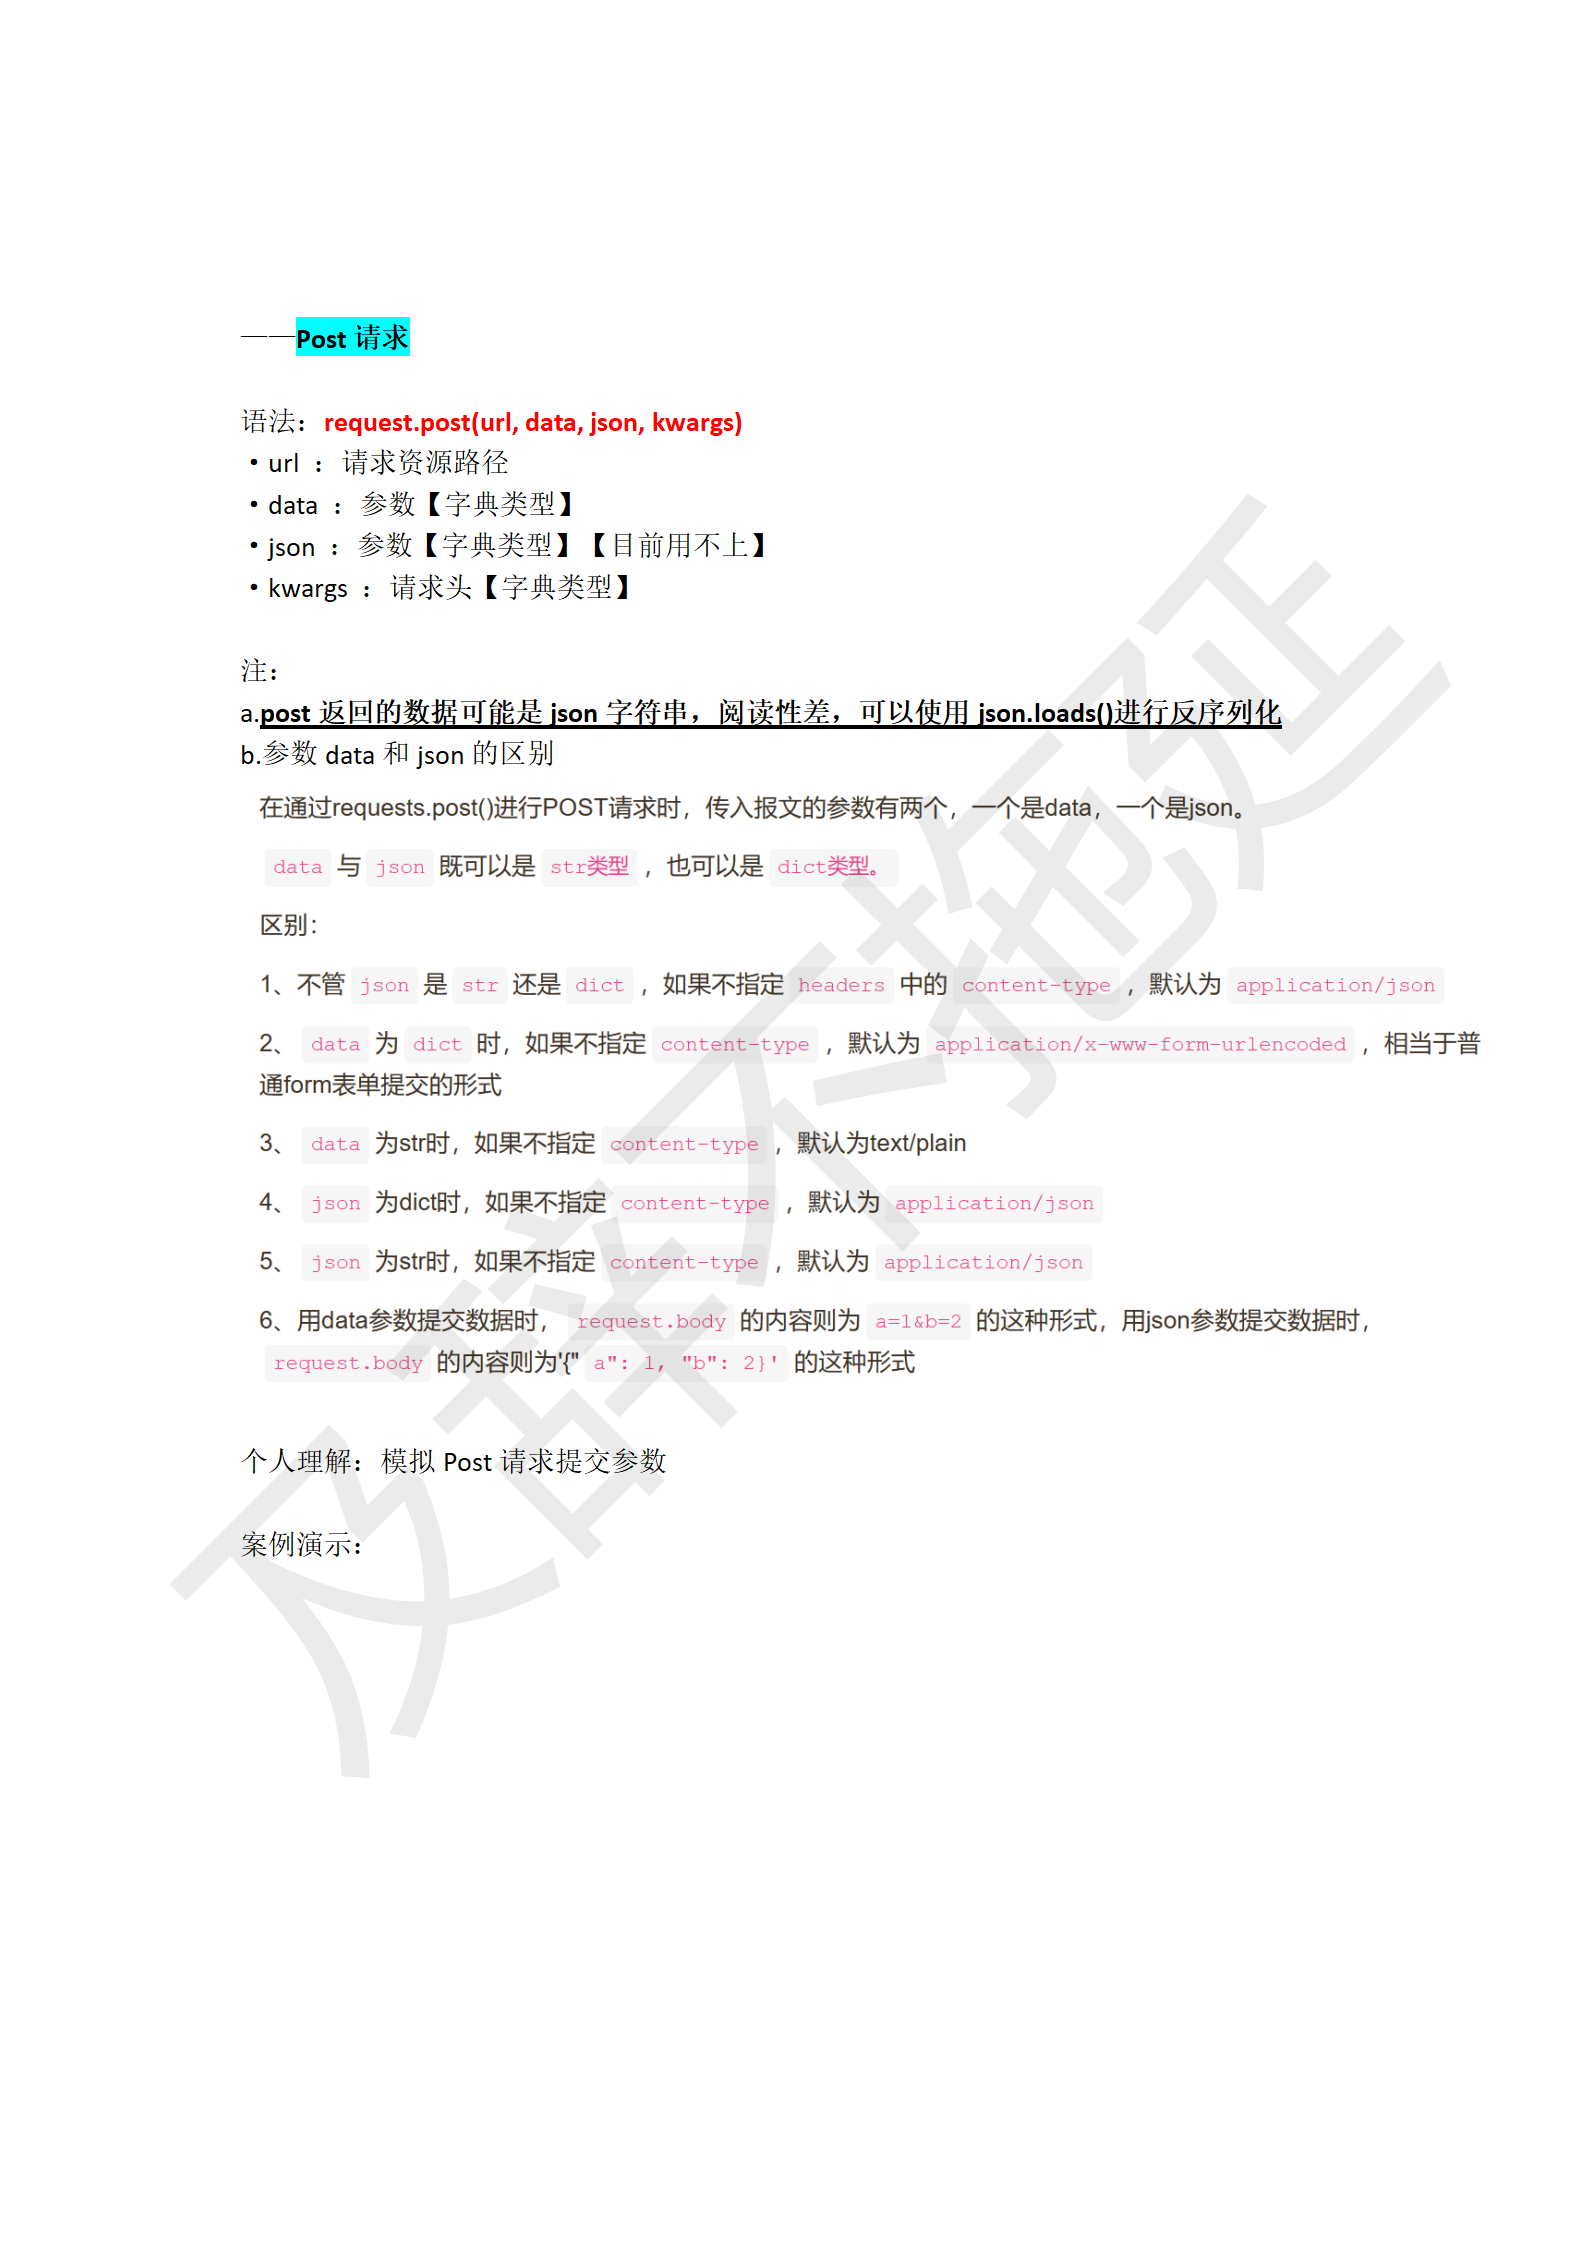 ——Post 请求
语法：request.post(url, data, json, kwargs)
・url ：请求资源路径
・data ：参数【字典类型】
・json ：参数【字典类型】【目前用不上】
・kwargs ：请求头【字典类型】
注：
a.post 返回的数据可能是 json 字符串，阅读性差，可以使用 json.loads()进行反序列化
b.参数 data 和 json 的区别
在通过requests.post()进行POST请求时，传入报文的参数有两个，一个是data，一个是json。
data 与 json 既可以是 str类型 ，也可以是 dict类型。
区别：
1、不管 json 是 str 还是 dict ，如果不指定 headers 中的 content-type ，默认为 application/json
2、 data 为 dict 时，如果不指定 content-type ，默认为 application/x-www-form-urlencoded ，相当于普
通form表单提交的形式
3、 data 为str时，如果不指定 content-type ，默认为text/plain
4、 json 为dict时，如果不指定 content-type ，默认为 application/json
5、 json 为str时，如果不指定 content-type ，默认为 application/json
6、用data参数提交数据时， request.body 的内容则为 a=1&b=2 的这种形式，用json参数提交数据时，
request.body 的内容则为'{" a": 1, "b": 2}' 的这种形式
个人理解：模拟 Post 请求提交参数
案例演示：
及辞不拖延